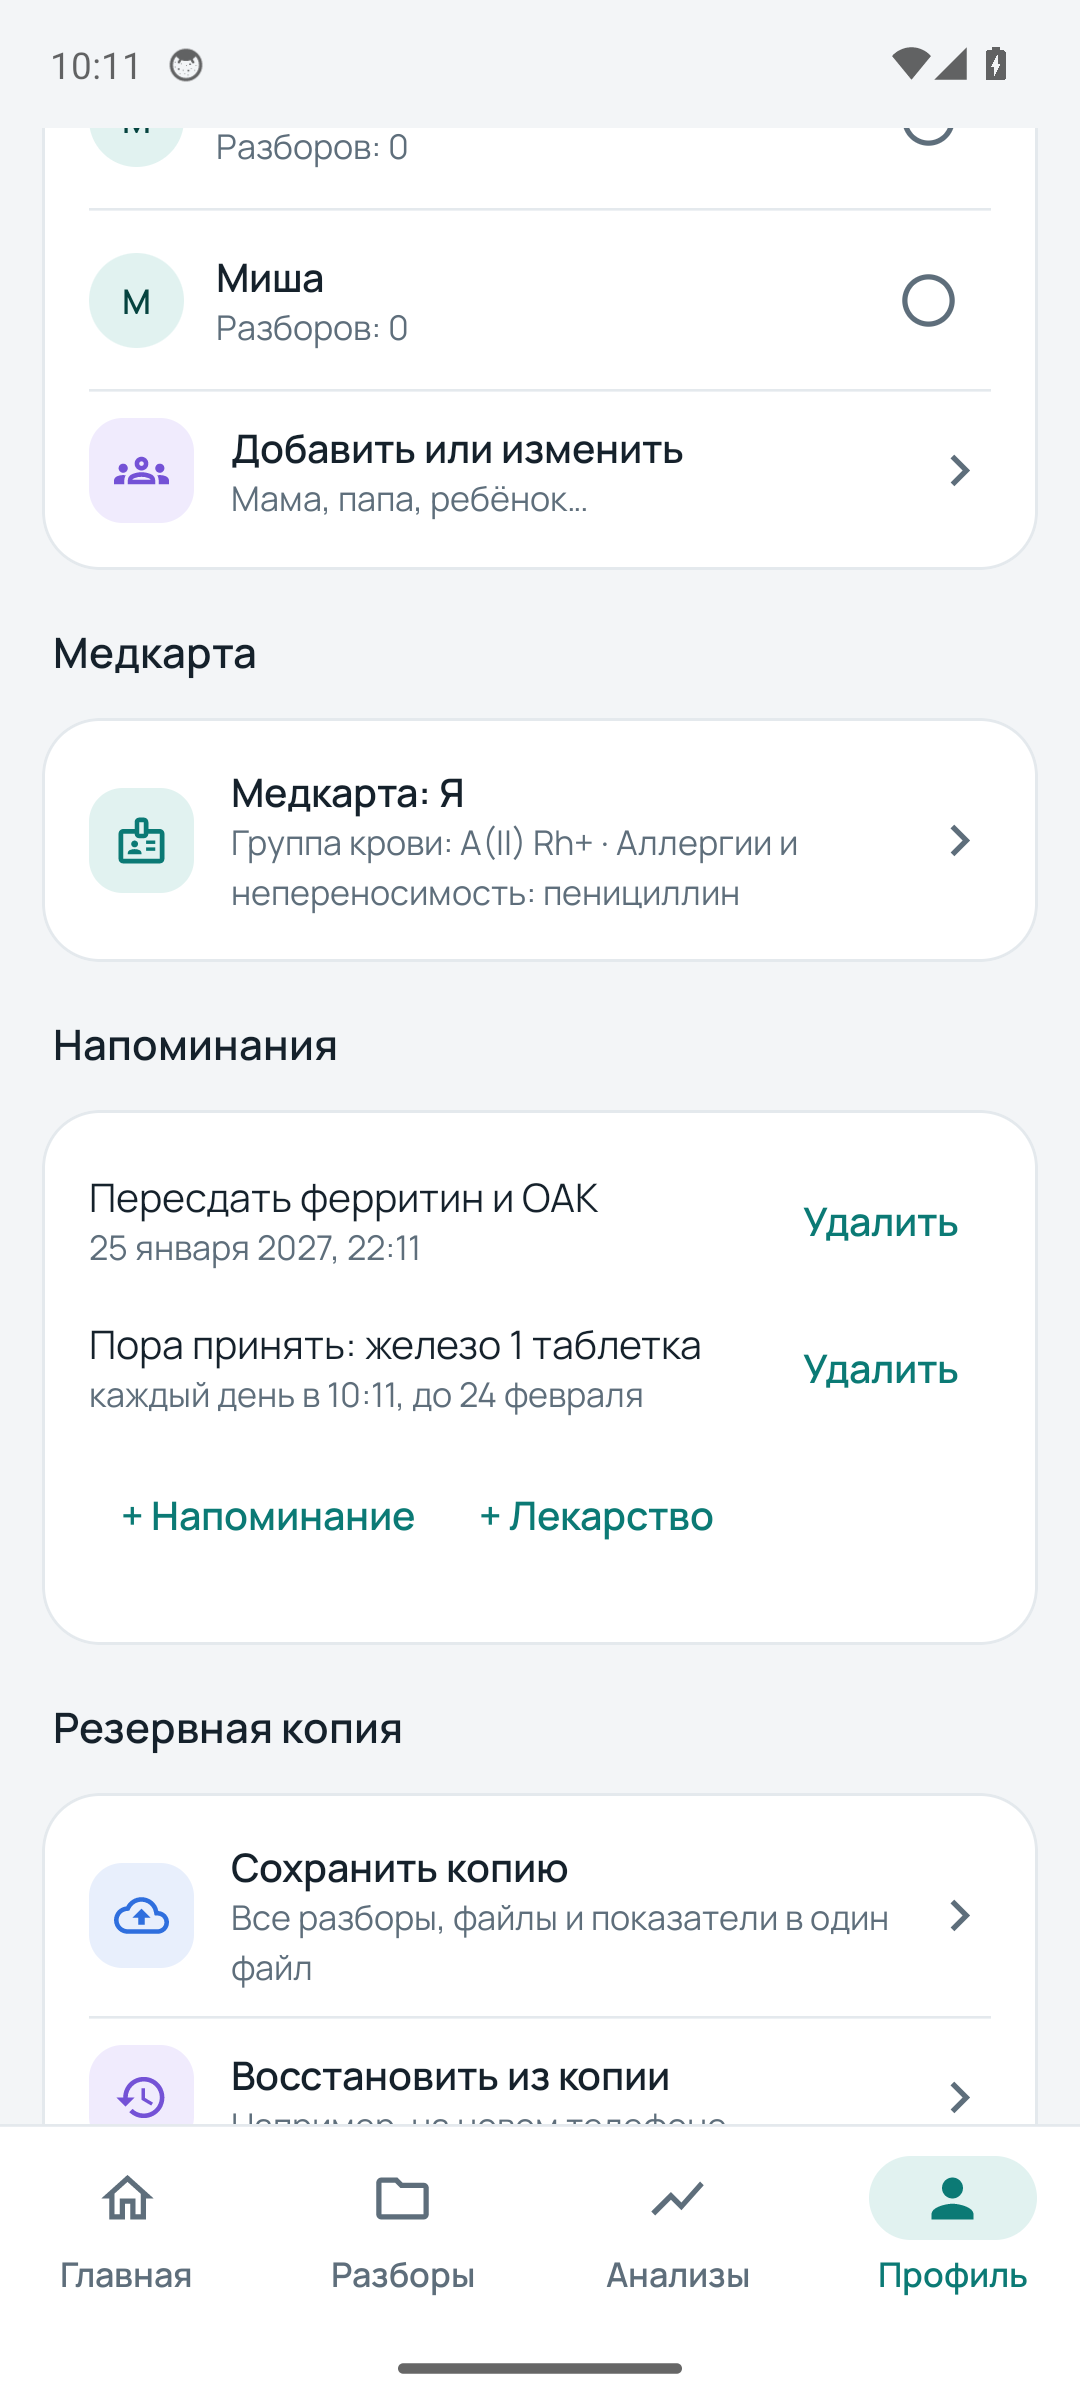 10:11
Разборов: 0
М
Миша
Разборов: 0
Добавить или изменить
Мама, папа, ребёнок...
Медкарта
Медкарта: Я
Группа крови: A(II) Rh+ · Аллергии и
непереносимость: пенициллин
Напоминания
Пересдать ферритин и ОАК
25 января 2027, 22:11
Удалить
Пора принять: железо 1 таблетка
каждый день в 10:11, до 24 февраля
Удалить
+ Напоминание
+ Лекарство
Резервная копия
Сохранить копию
Все разборы, файлы и показатели в один
файл
Восстановить из копии
Главная
Разборы
Анализы
Профиль